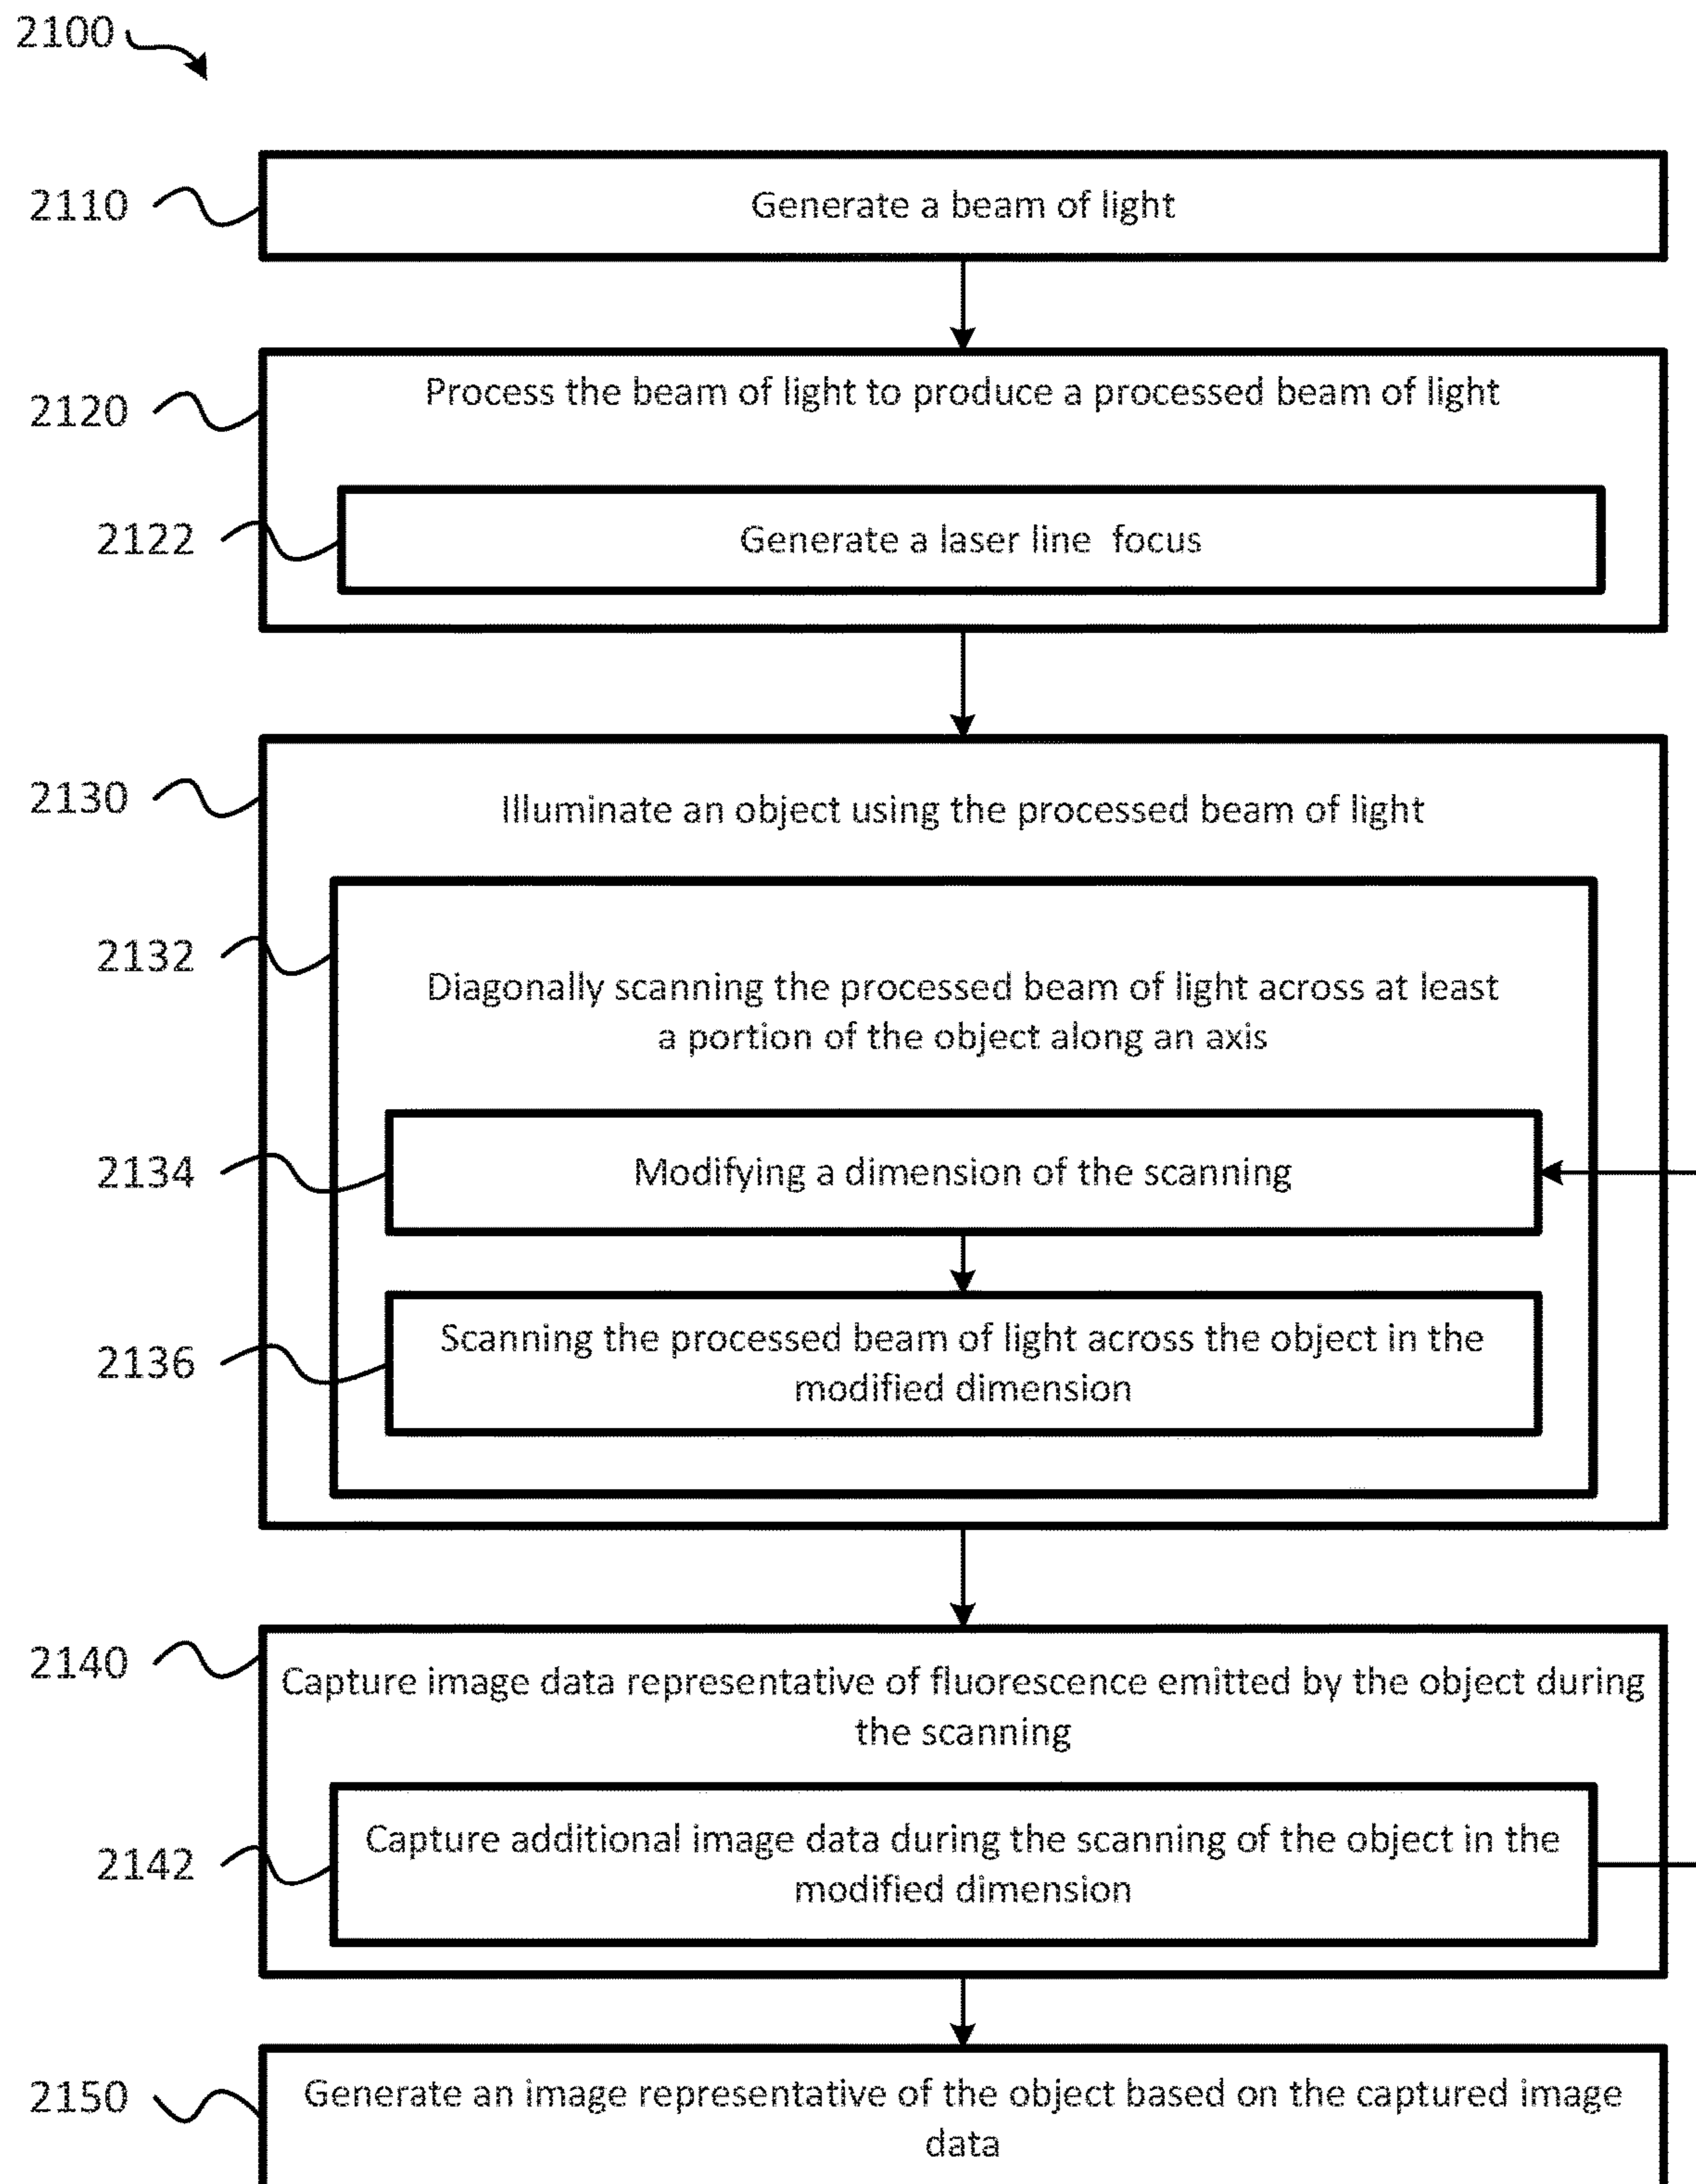 2100
2110
Generate a beam of light
2120
Process the beam of light to produce a processed beam of light
2122
Generate a laser line focus
2130
Illuminate an object using the processed beam of light
2132
Diagonally scanning the processed beam of light across at least
a portion of the object along an axis
2134
Modifying a dimension of the scanning
2136
Scanning the processed beam of light across the object in the
modified dimension
2140
Capture image data representative of fluorescence emitted by the object during
the scanning
2142
Capture additional image data during the scanning of the object in the
modified dimension
2150
Generate an image representative of the object based on the captured image
data